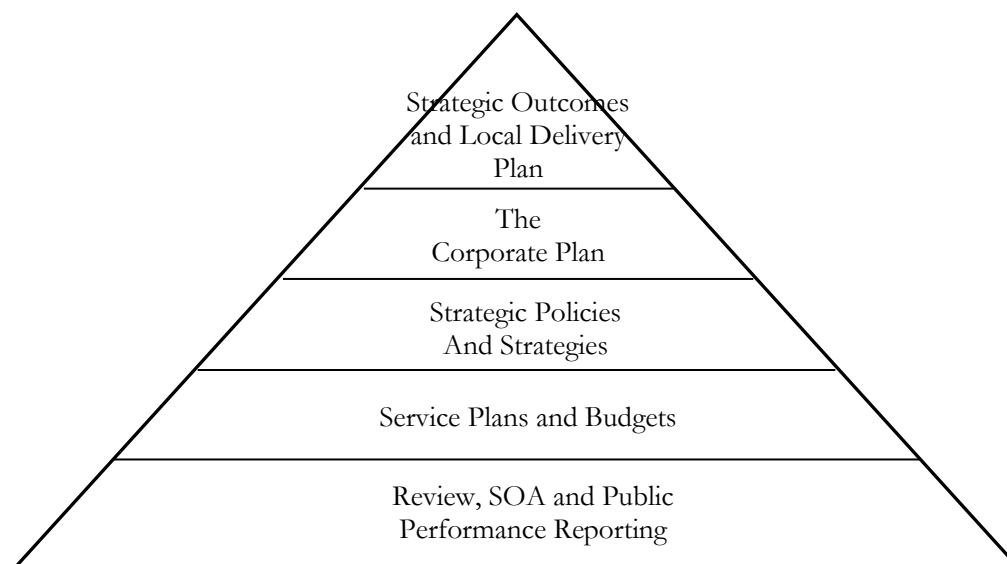 Strategic Outcomes
and Local Delivery
Plan
The
Corporate Plan
Strategic Policies
And Strategies
Service Plans and Budgets
Review, SOA and Public
Performance Reporting